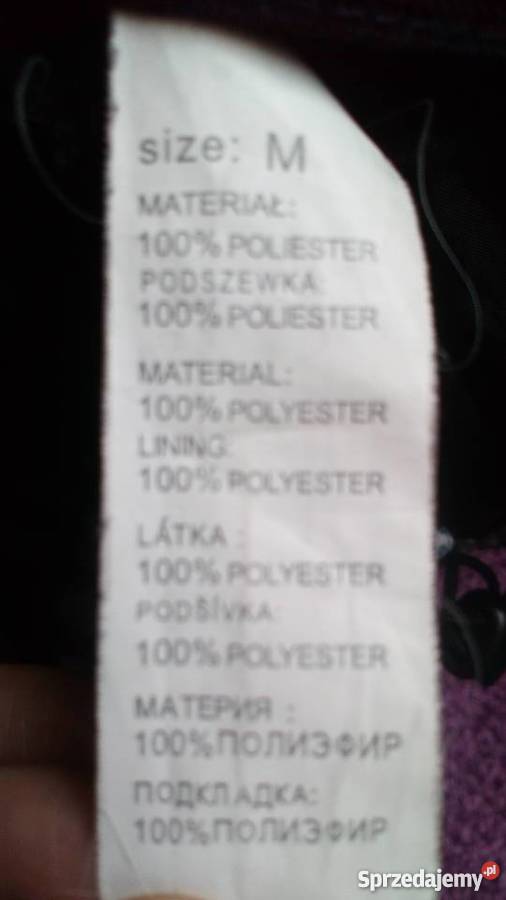 size: M
MATERIAŁ:
100% POLIESTER
PODSZEWKA:
100% POLIESTER
MATERIAL:
100% POLYESTER
LINING:
100% POLYESTER
LÁTKA :
100% POLYESTER
PODŠÍVKA:
100% POLYESTER
МАТЕРИЯ :
100%ПОЛИЭФИР
ПОДКЛАДКА:
100%ПОЛИЭФИР
Sprzedajemy.pl